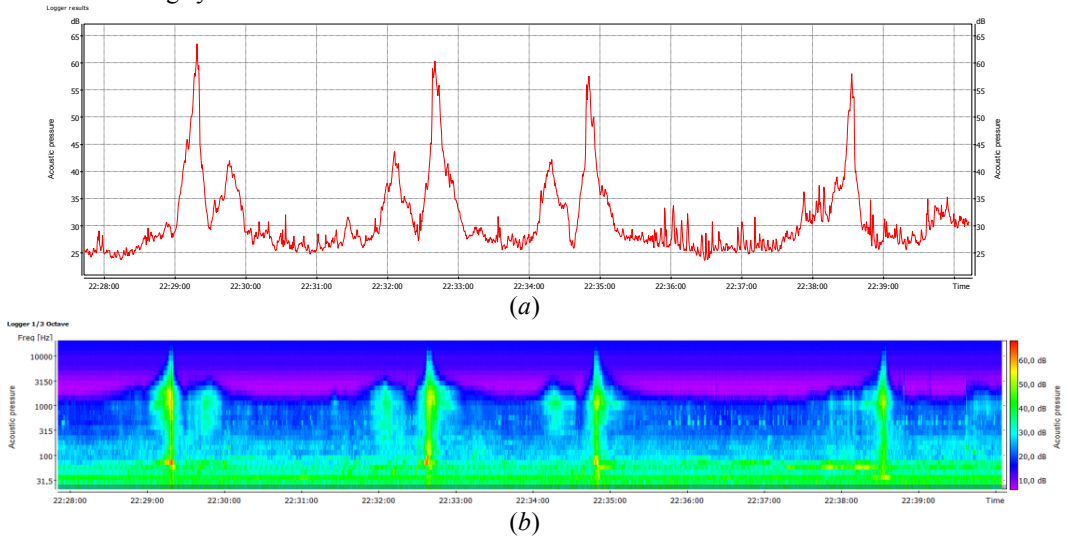 Logger results
dB dB
65 65
60 60
55 55
50 50
45 45
40 40
35 35
30 30
25 25
Acoustic pressure Acoustic pressure
22:28:00 22:29:00 22:30:00 22:31:00 22:32:00 22:33:00 22:34:00 22:35:00 22:36:00 22:37:00 22:38:00 22:39:00 Time
(a)
Logger 1/3 Octave
Freq [Hz]
10000
3150
1000
315
100
31.5
Acoustic pressure
60,0 dB
50,0 dB
40,0 dB
30,0 dB
20,0 dB
10,0 dB
Acoustic pressure
22:28:00 22:29:00 22:30:00 22:31:00 22:32:00 22:33:00 22:34:00 22:35:00 22:36:00 22:37:00 22:38:00 22:39:00 Time
(b)